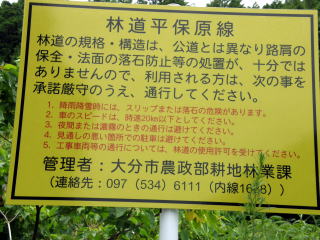 林道平保原線
林道の規格・構造は、公道とは異なり路肩の
保全・法面の落石防止等の処置が、十分では
ありませんので、利用される方は、次の事を
承諾厳守のうえ、通行してください。
1. 降雨降雪時には、スリップまたは落石の危険があります。
2. 車のスピードは、時速20km以下としてください。
3. 夜間または濃霧のときの通行は避けてください。
4. 見通しの悪い箇所での駐車は避けてください。
5. 工事車両等の通行については、林道の使用許可を受けてください。
管理者:大分市農政部耕地林業課
(連絡先:097(534)6111(内線16 8))